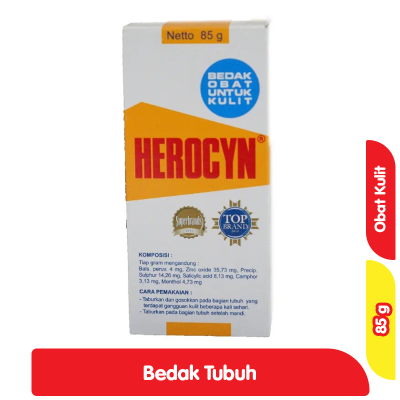 Netto 85 g
BEDAK
OBAT
UNTUK
KULIT
HEROCYN®
Superbrands
TOP
BRAND
KOMPOSISI :
Tiap gram mengandung :
Bals. peruv. 4 mg, Zinc oxide 35,73 mg, Precip.
Sulphur 14,26 mg, Salicylic acid 8,13 mg, Camphor
3,13 mg, Menthol 4,73 mg
CARA PEMAKAIAN :
- Taburkan dan gosokkan pada bagian tubuh yang
terdapat gangguan kulit beberapa kali sehari.
- Taburkan pada bagian tubuh setelah mandi.
Obat Kulit
85 g
Bedak Tubuh